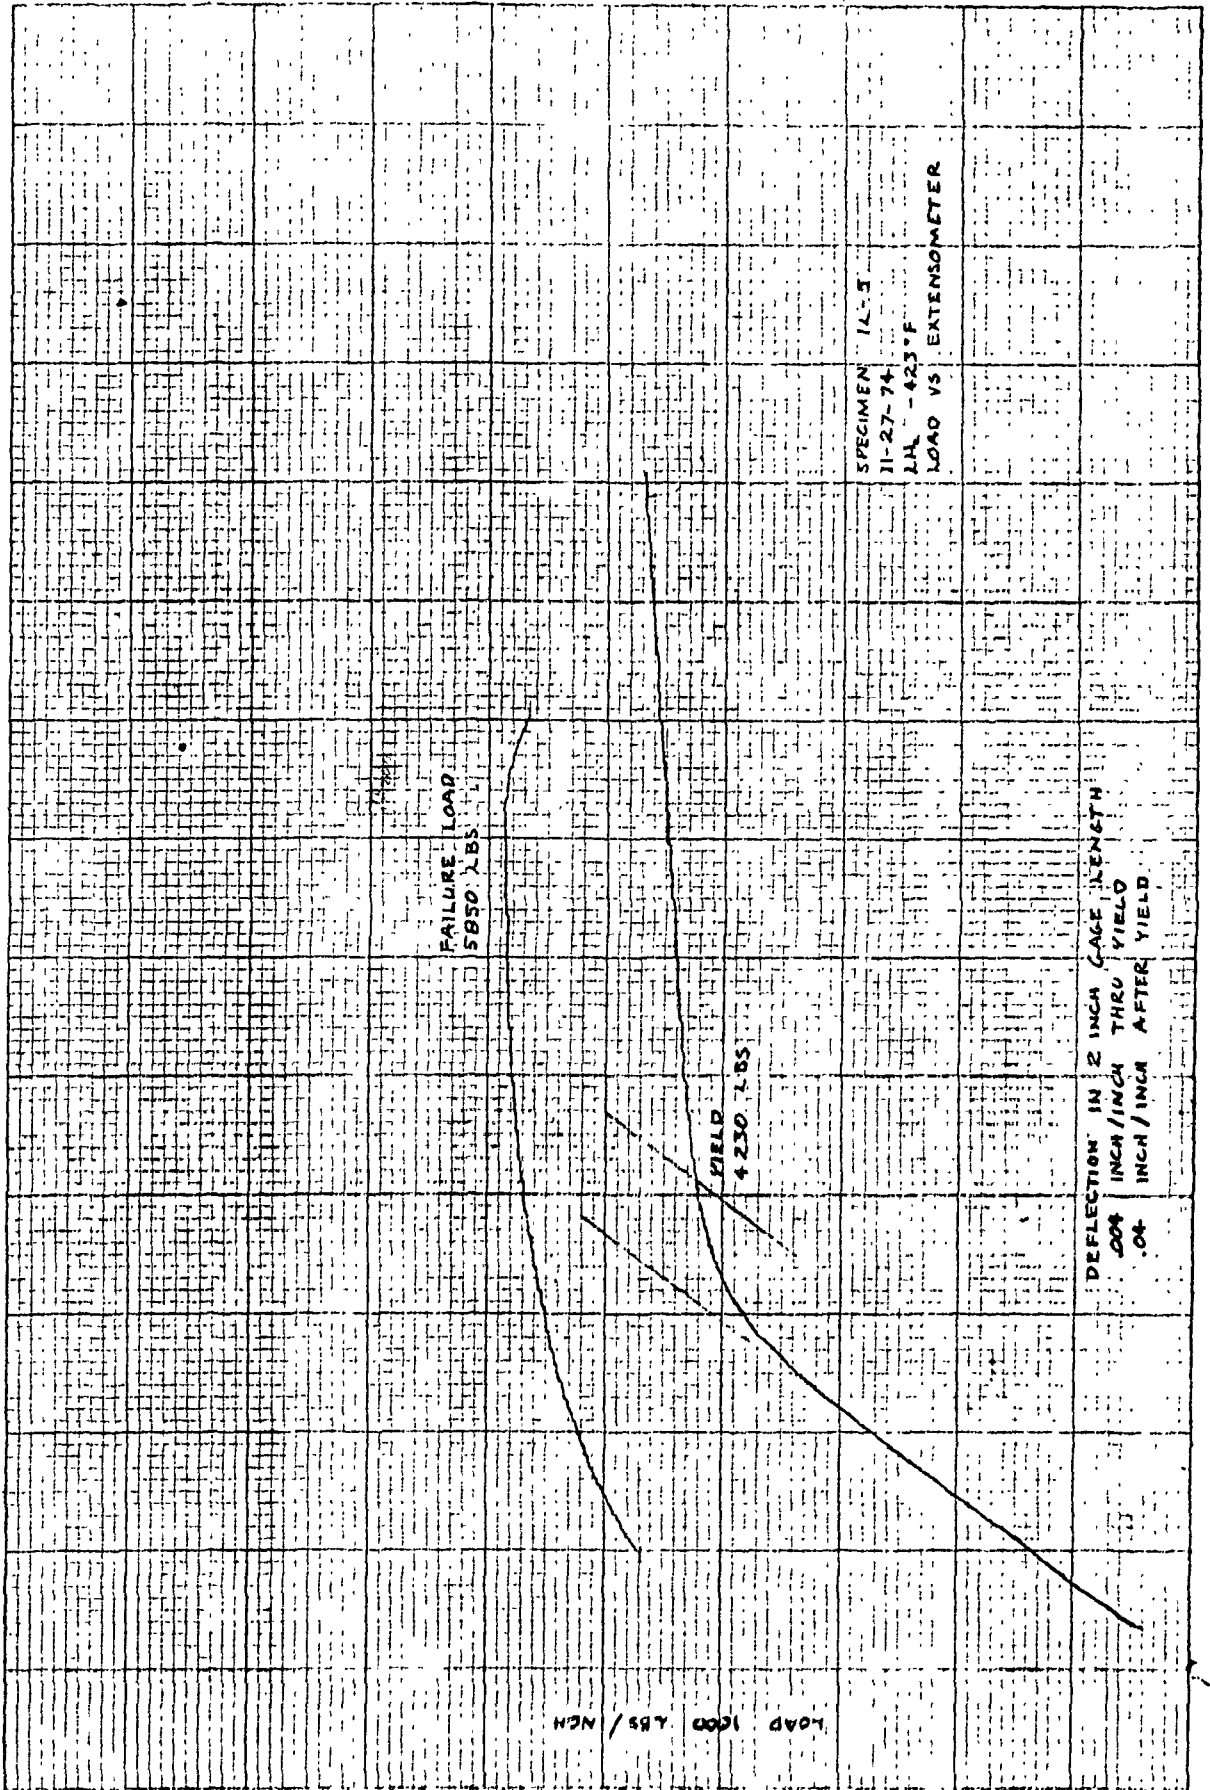 FAILURE LOAD
5850 LBS
YIELD
4230 LBS
SPECIMEN 1L-5
11-27-74
LH₂ -423°F
LOAD VS EXTENSOMETER
DEFLECTION IN 2 INCH GAGE LENGTH
.004 INCH/INCH THRU YIELD
.04 INCH/INCH AFTER YIELD
LOAD 1000 LBS/INCH